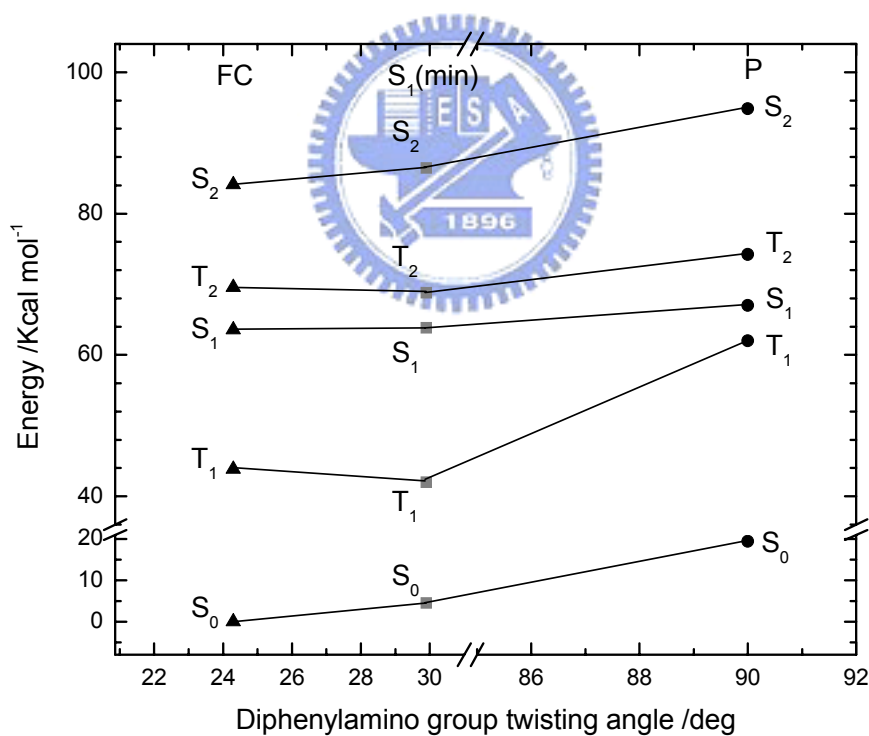 FC S₁(min) P
100
S₂ S₂ S₂
E S A
80
1896
T₂ T₂ T₂
S₁ S₁ S₁
60
T₁ T₁ T₁
40
20
S₀ S₀ S₀
10
0
22 24 26 28 30 86 88 90 92
Diphenylamino group twisting angle /deg
Energy /Kcal mol⁻¹